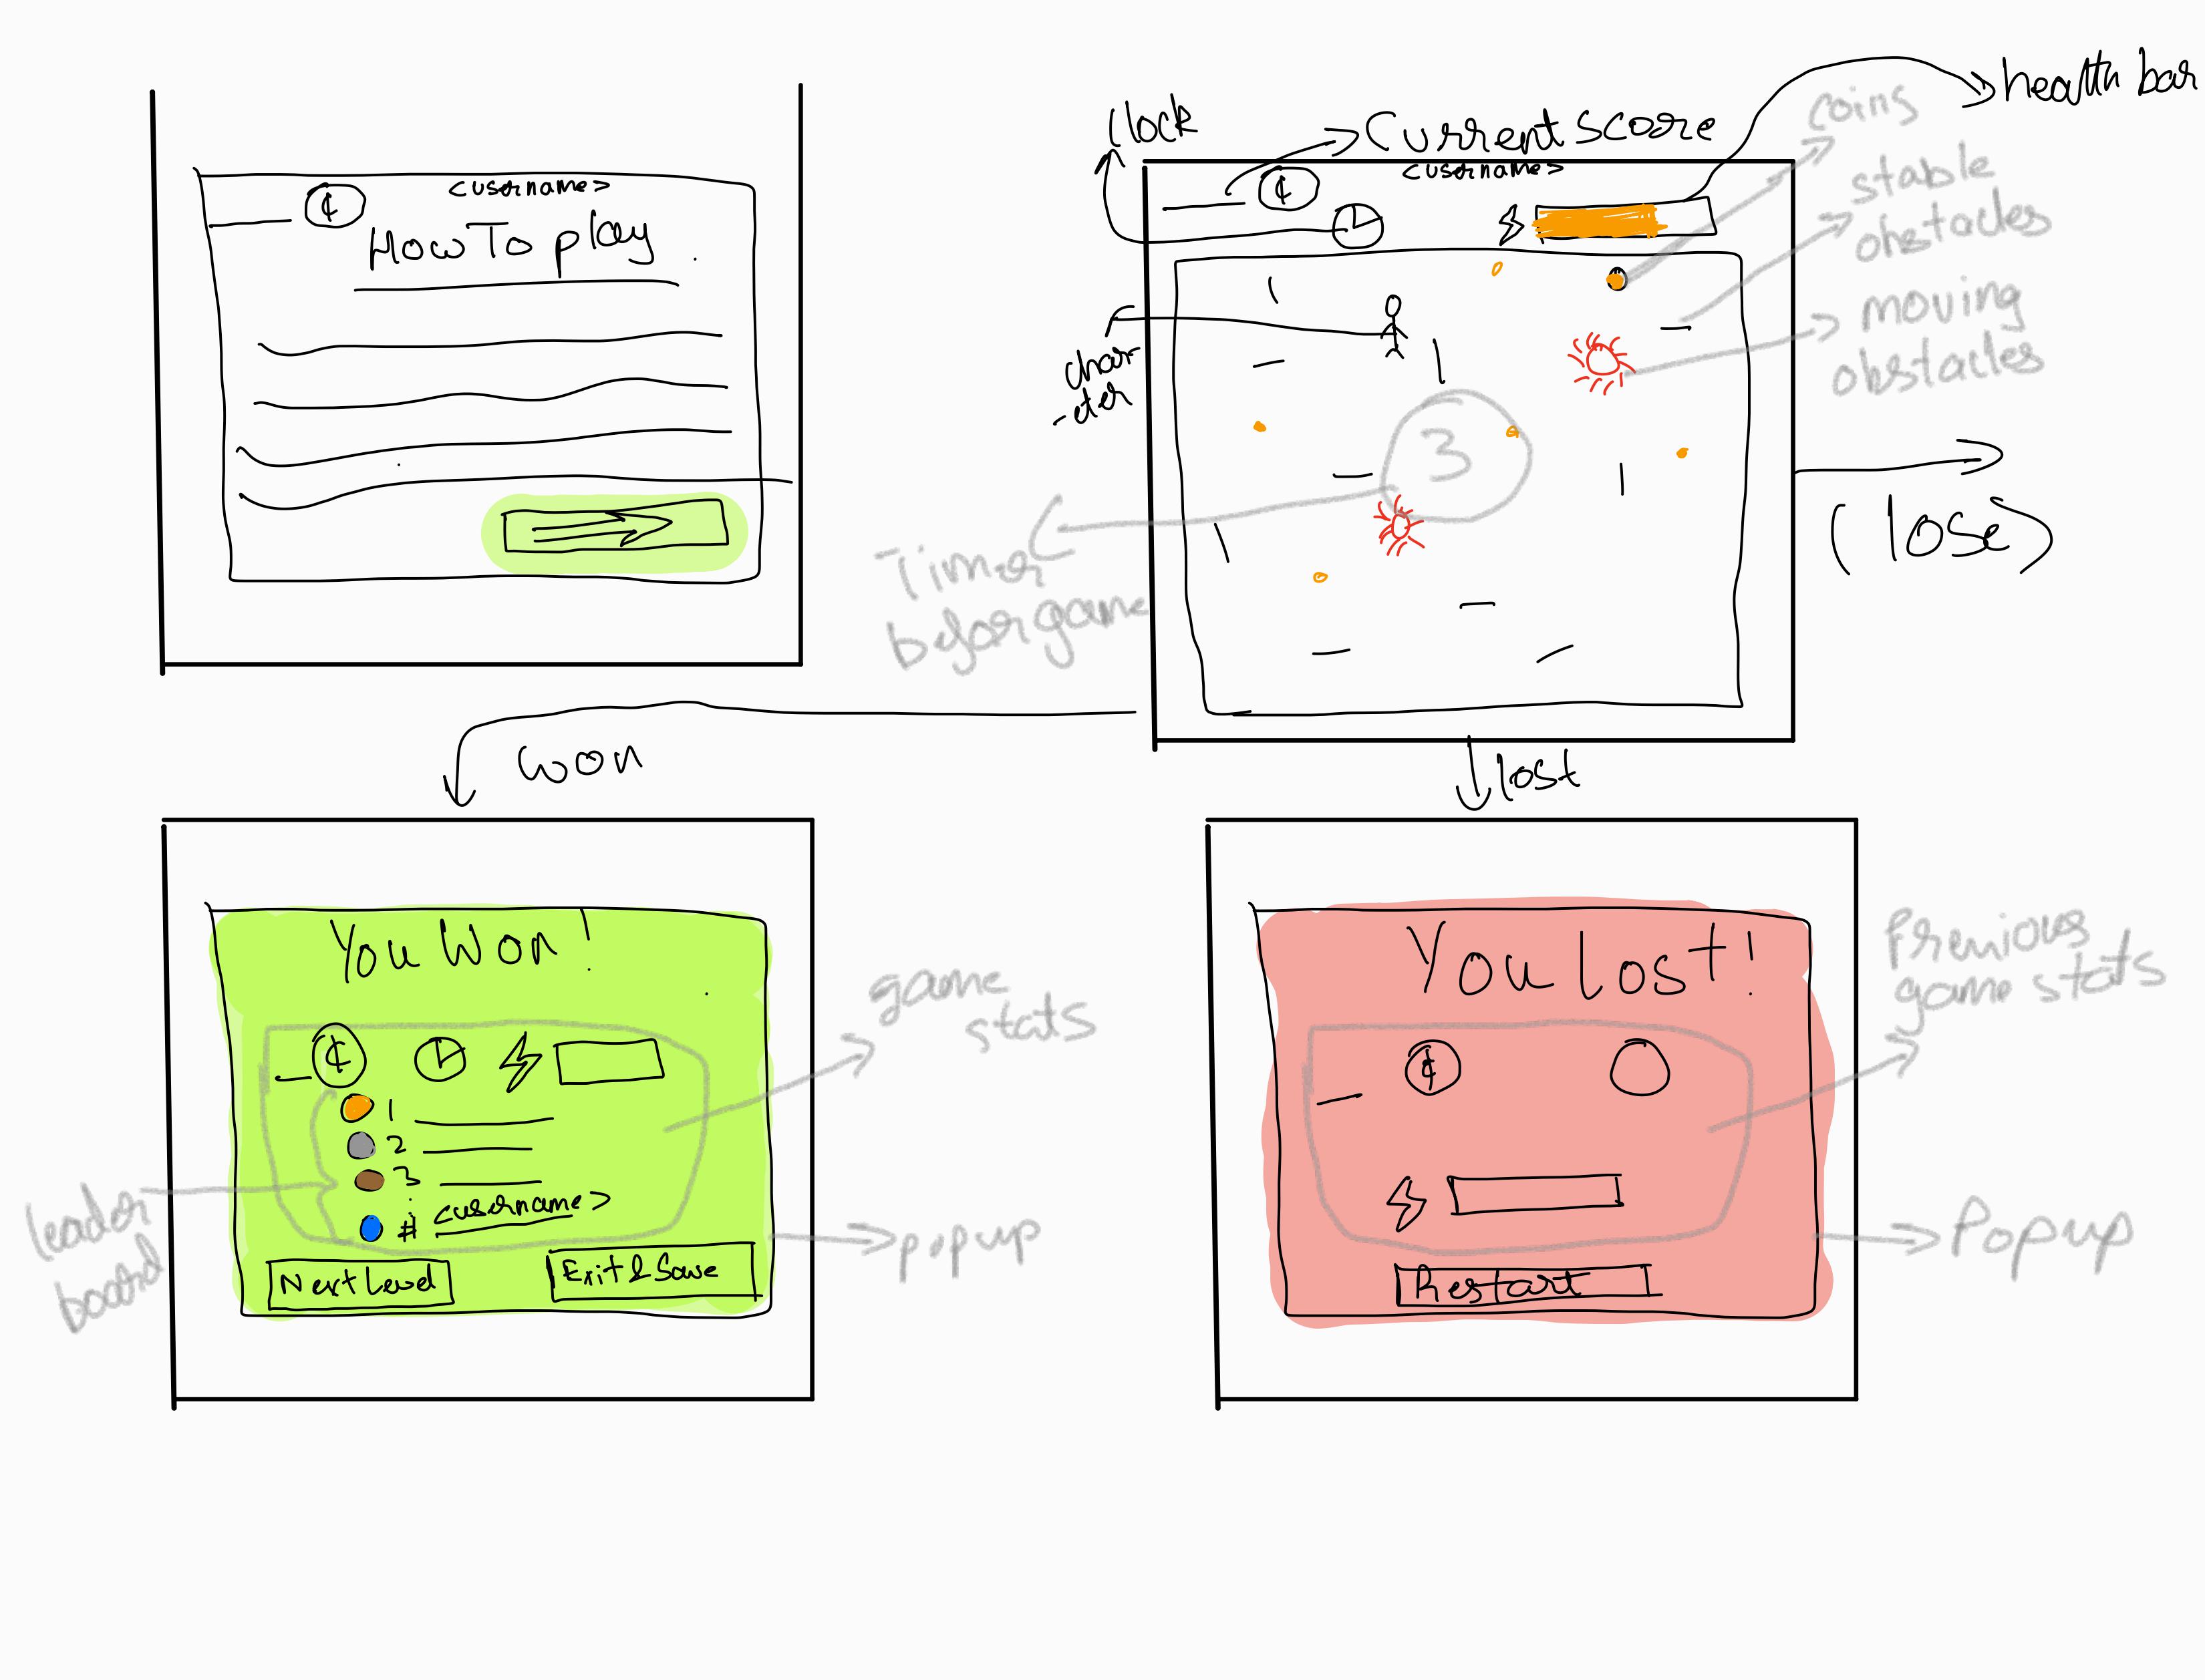 ¢
<username>
How To play
clock
Current score
health bar
coins
stable
obstacles
moving
obstacles
<username>
¢
char
-cter
3
Timer
befor game
(lose)
won
lost
You Won!
¢
1
2
3
# <username>
Next Level
Exit & Save
game
stats
leader
board
popup
You lost!
¢
Restart
Previous
game stats
Popup